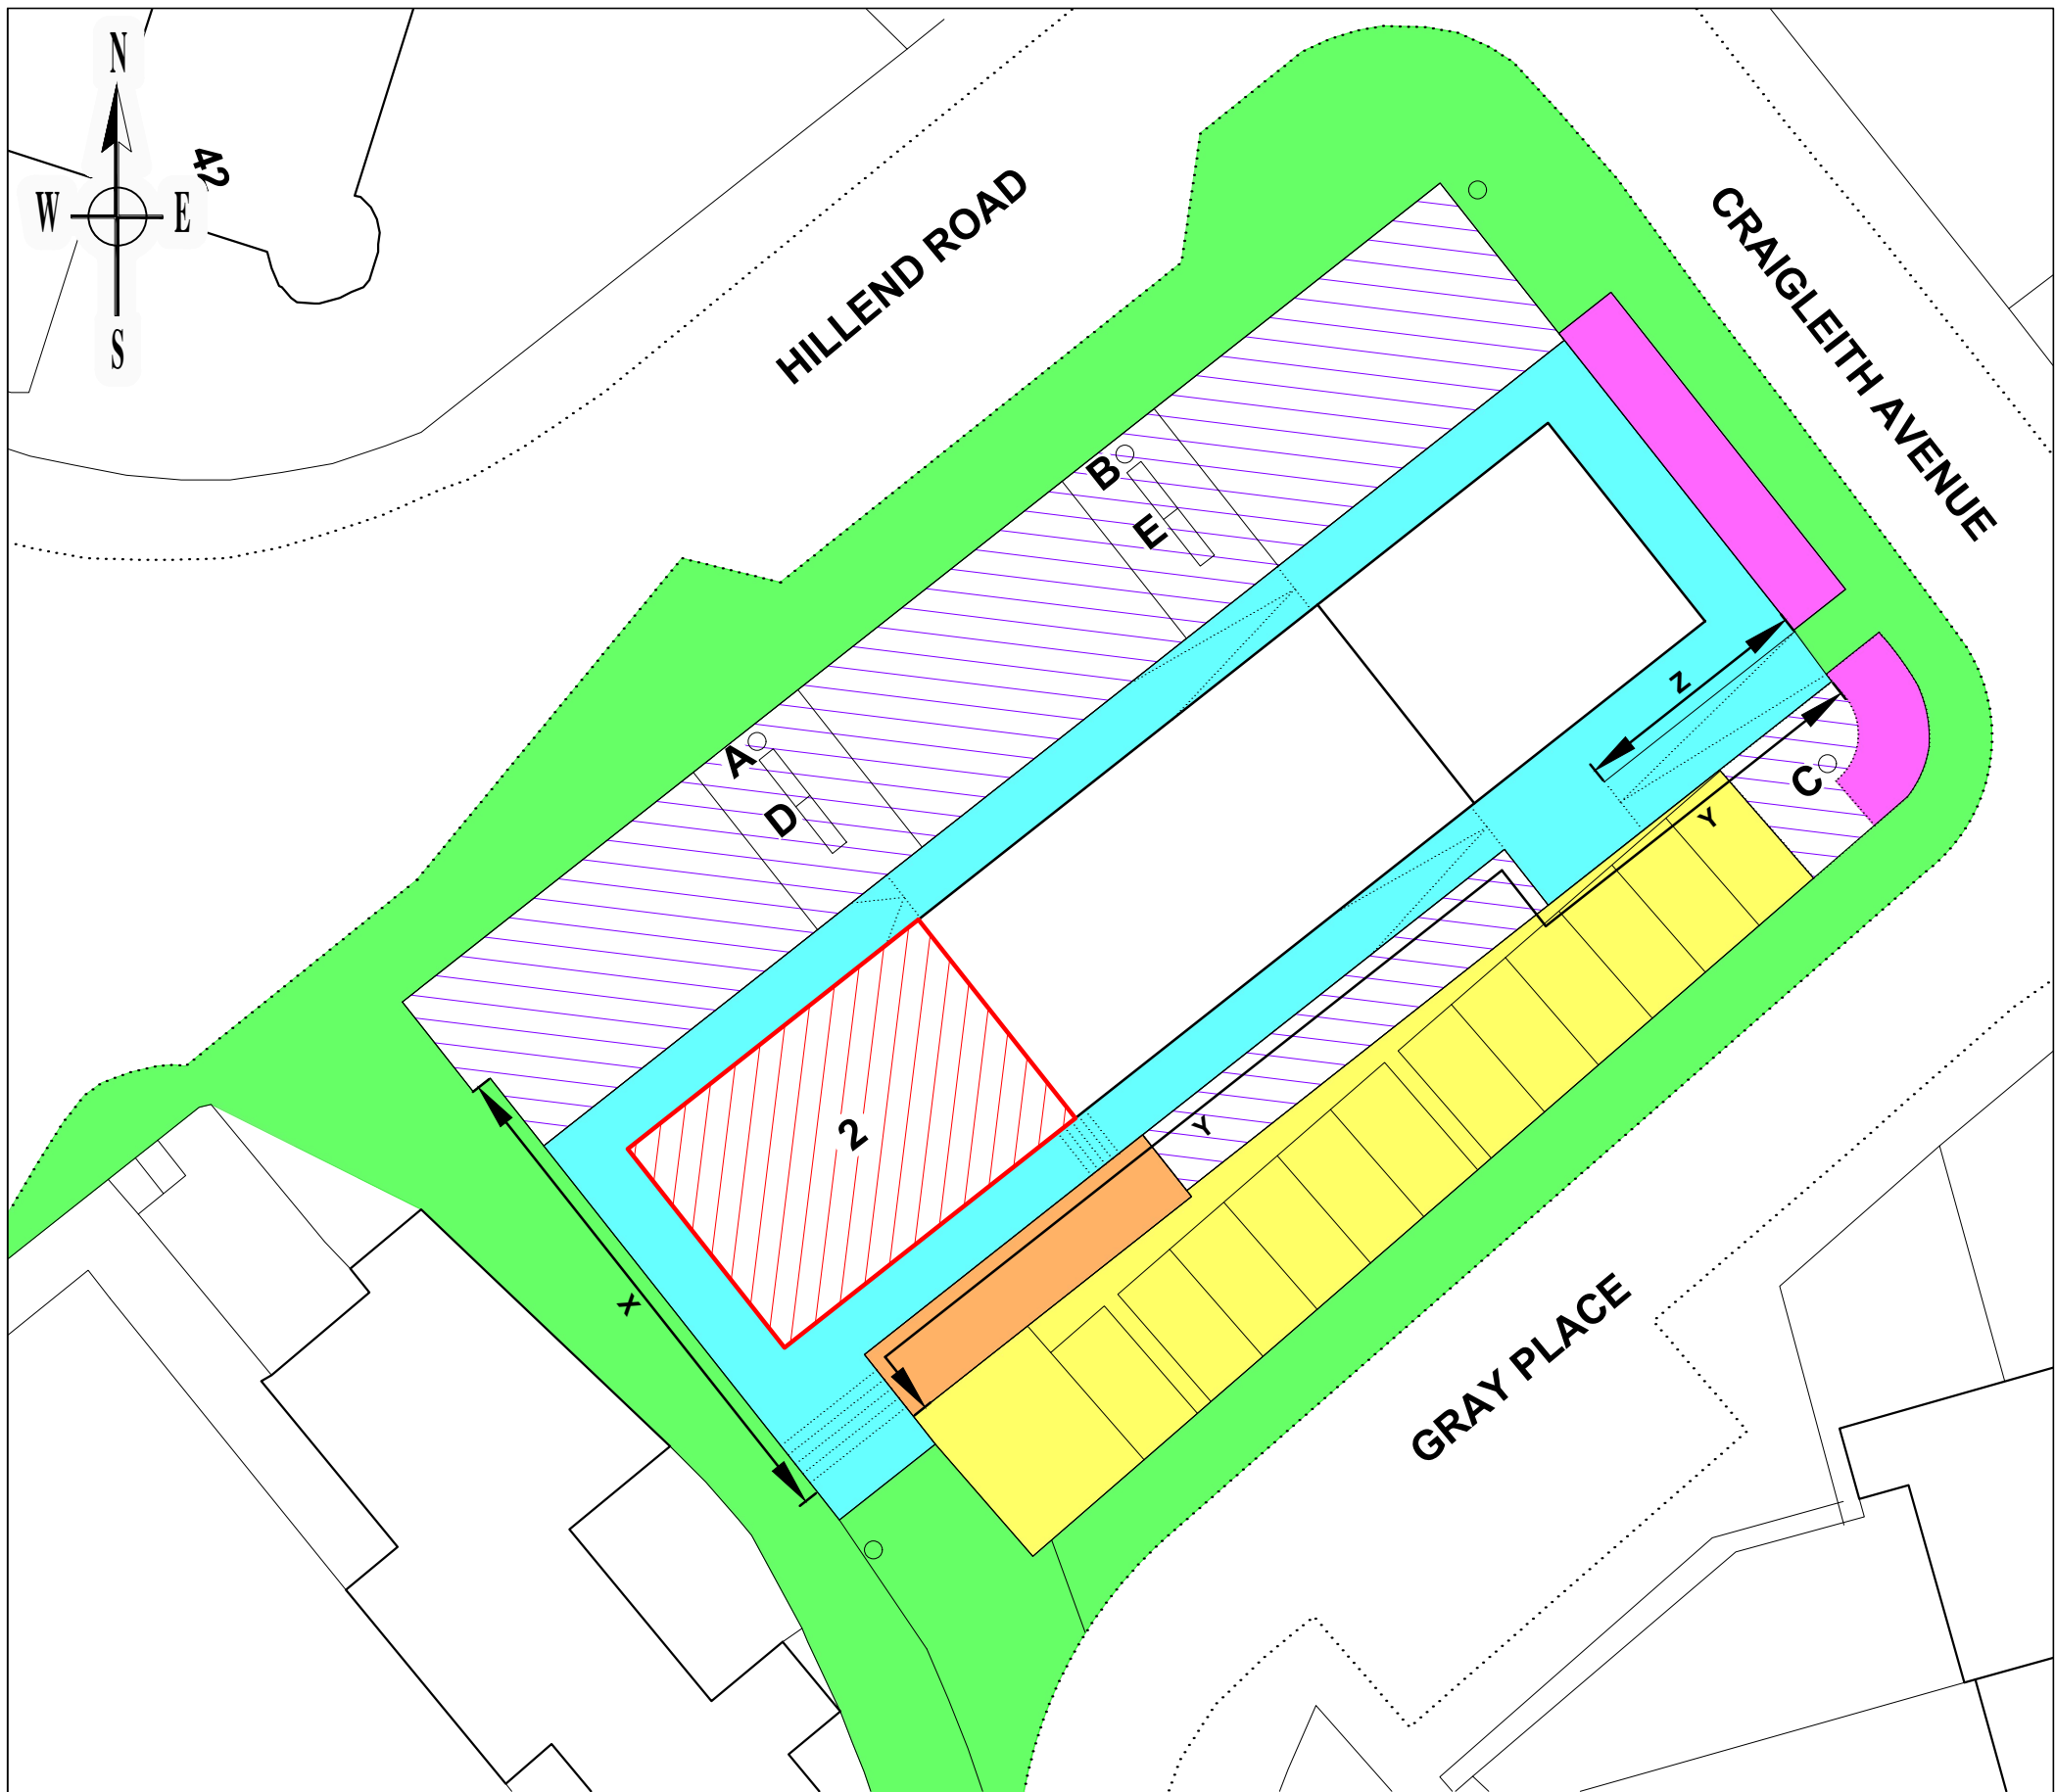 N
42
W E
S
HILLEND ROAD
CRAIGLEITH AVENUE
B
E
A
D
Z
C
Y
2
Y
X
GRAY PLACE